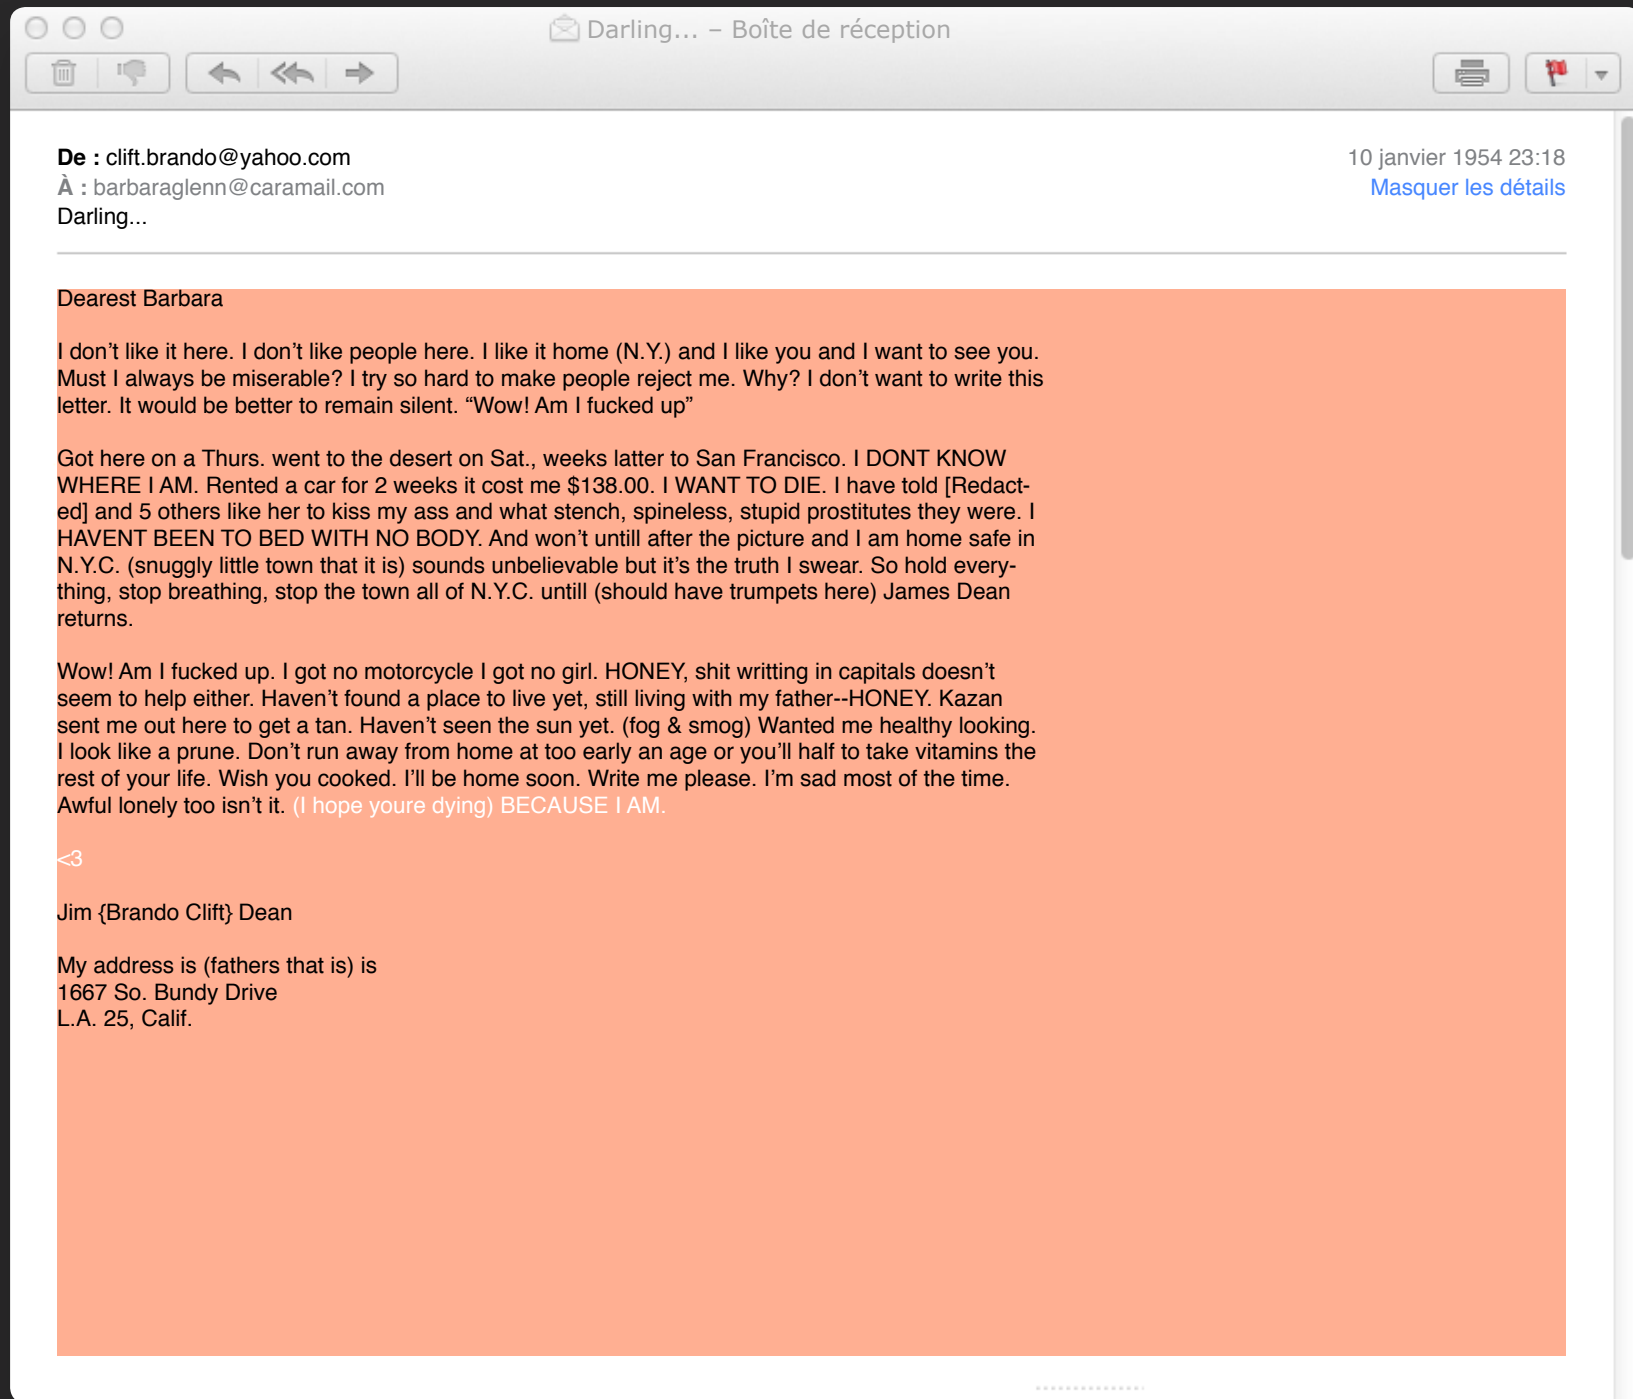 Darling... – Boîte de réception
De : clift.brando@yahoo.com
10 janvier 1954 23:18
À : barbaraglenn@caramail.com
Masquer les détails
Darling...
Dearest Barbara
I don’t like it here. I don’t like people here. I like it home (N.Y.) and I like you and I want to see you.
Must I always be miserable? I try so hard to make people reject me. Why? I don’t want to write this
letter. It would be better to remain silent. “Wow! Am I fucked up”
Got here on a Thurs. went to the desert on Sat., weeks latter to San Francisco. I DONT KNOW
WHERE I AM. Rented a car for 2 weeks it cost me $138.00. I WANT TO DIE. I have told [Redact-
ed] and 5 others like her to kiss my ass and what stench, spineless, stupid prostitutes they were. I
HAVENT BEEN TO BED WITH NO BODY. And won’t untill after the picture and I am home safe in
N.Y.C. (snuggly little town that it is) sounds unbelievable but it’s the truth I swear. So hold every-
thing, stop breathing, stop the town all of N.Y.C. untill (should have trumpets here) James Dean
returns.
Wow! Am I fucked up. I got no motorcycle I got no girl. HONEY, shit writting in capitals doesn’t
seem to help either. Haven’t found a place to live yet, still living with my father--HONEY. Kazan
sent me out here to get a tan. Haven’t seen the sun yet. (fog & smog) Wanted me healthy looking.
I look like a prune. Don’t run away from home at too early an age or you’ll half to take vitamins the
rest of your life. Wish you cooked. I’ll be home soon. Write me please. I’m sad most of the time.
Awful lonely too isn’t it. (I hope youre dying) BECAUSE I AM.
<3
Jim {Brando Clift} Dean
My address is (fathers that is) is
1667 So. Bundy Drive
L.A. 25, Calif.